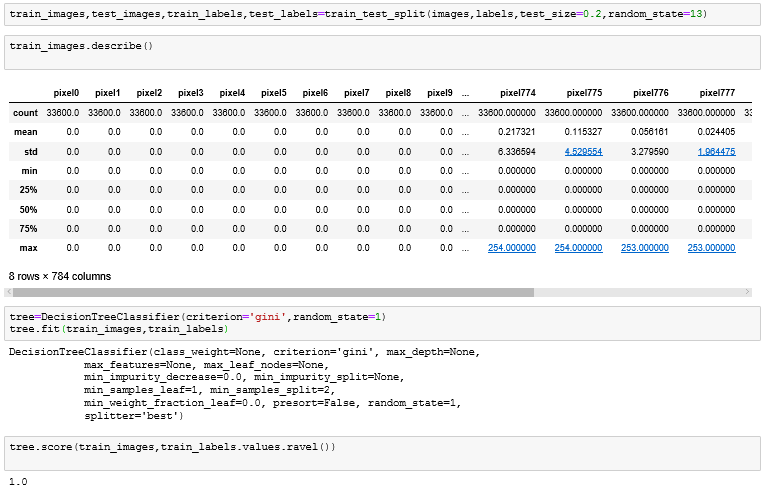 train_images,test_images,train_labels,test_labels=train_test_split(images,labels,test_size=0.2,random_state=13)
train_images.describe()
pixel0 pixel1 pixel2 pixel3 pixel4 pixel5 pixel6 pixel7 pixel8 pixel9 ... pixel774 pixel775 pixel776 pixel777
count 33600.0 33600.0 33600.0 33600.0 33600.0 33600.0 33600.0 33600.0 33600.0 33600.0 ... 33600.000000 33600.000000 33600.000000 33600.000000 33
mean 0.0 0.0 0.0 0.0 0.0 0.0 0.0 0.0 0.0 0.0 ... 0.217321 0.115327 0.056161 0.024405
std 0.0 0.0 0.0 0.0 0.0 0.0 0.0 0.0 0.0 0.0 ... 6.336594 4.529554 3.279590 1.964475
min 0.0 0.0 0.0 0.0 0.0 0.0 0.0 0.0 0.0 0.0 ... 0.000000 0.000000 0.000000 0.000000
25% 0.0 0.0 0.0 0.0 0.0 0.0 0.0 0.0 0.0 0.0 ... 0.000000 0.000000 0.000000 0.000000
50% 0.0 0.0 0.0 0.0 0.0 0.0 0.0 0.0 0.0 0.0 ... 0.000000 0.000000 0.000000 0.000000
75% 0.0 0.0 0.0 0.0 0.0 0.0 0.0 0.0 0.0 0.0 ... 0.000000 0.000000 0.000000 0.000000
max 0.0 0.0 0.0 0.0 0.0 0.0 0.0 0.0 0.0 0.0 ... 254.000000 254.000000 253.000000 253.000000
8 rows × 784 columns
tree=DecisionTreeClassifier(criterion='gini',random_state=1)
tree.fit(train_images,train_labels)
DecisionTreeClassifier(class_weight=None, criterion='gini', max_depth=None,
max_features=None, max_leaf_nodes=None,
min_impurity_decrease=0.0, min_impurity_split=None,
min_samples_leaf=1, min_samples_split=2,
min_weight_fraction_leaf=0.0, presort=False, random_state=1,
splitter='best')
tree.score(train_images,train_labels.values.ravel())
1.0